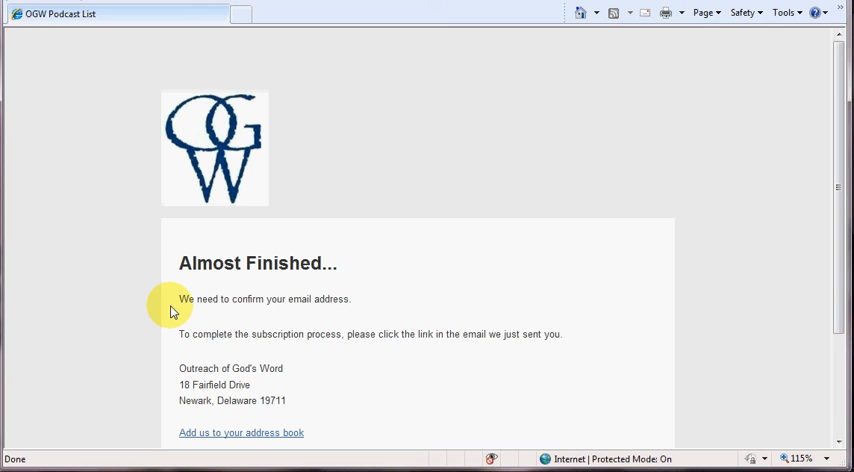 OGW Podcast List
Page
Safety
Tools
OGW
Almost Finished...
We need to confirm your email address.
To complete the subscription process, please click the link in the email we just sent you.
Outreach of God's Word
18 Fairfield Drive
Newark, Delaware 19711
Add us to your address book
Done
Internet | Protected Mode: On
115%